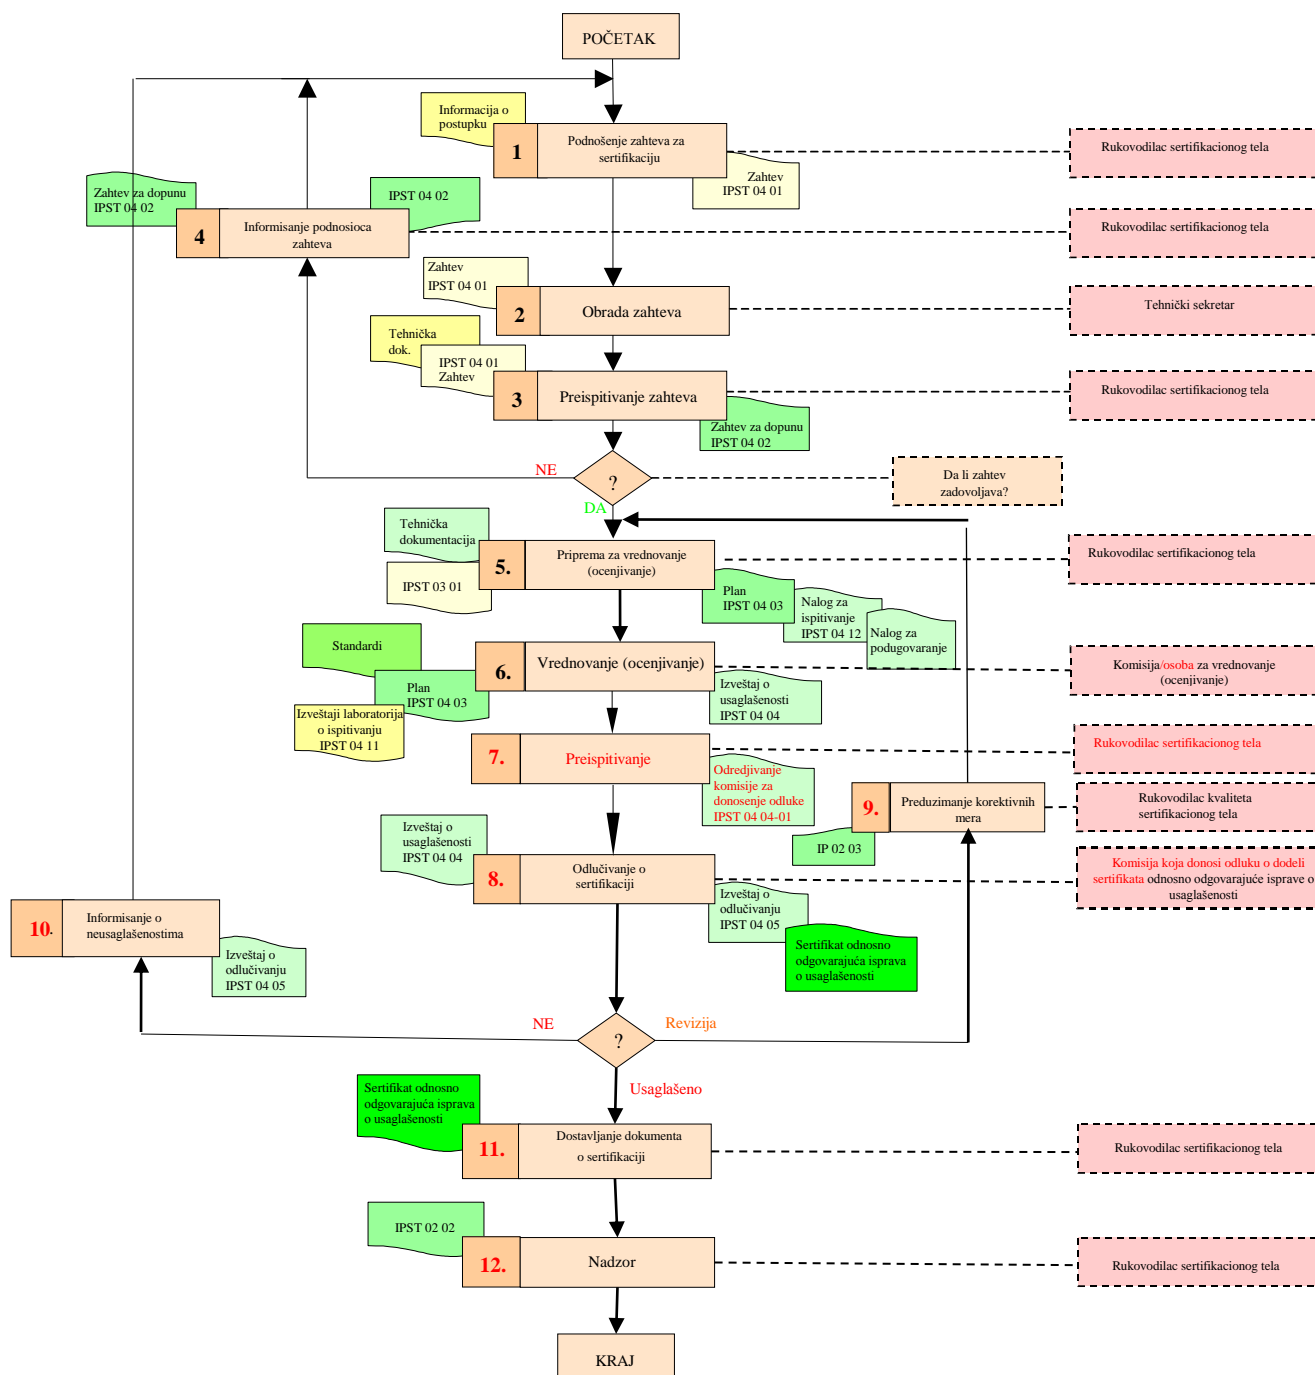 POČETAK
Informacija o
postupku
1
Podnošenje zahteva za
sertifikaciju
Zahtev
IPST 04 01
Rukovodilac sertifikacionog tela
Zahtev za dopunu
IPST 04 02
IPST 04 02
4
Informisanje podnosioca
zahteva
Rukovodilac sertifikacionog tela
Zahtev
IPST 04 01
2
Obrada zahteva
Tehnički sekretar
Tehnička
dok.
IPST 04 01
Zahtev
3
Preispitivanje zahteva
Zahtev za dopunu
IPST 04 02
Rukovodilac sertifikacionog tela
NE
?
DA
Da li zahtev
zadovoljava?
Tehnička
dokumentacija
IPST 03 01
5.
Priprema za vrednovanje
(ocenjivanje)
Plan
IPST 04 03
Nalog za
ispitivanje
IPST 04 12
Nalog za
podugovaranje
Rukovodilac sertifikacionog tela
Standardi
Plan
IPST 04 03
Izveštaji laboratorija
o ispitivanju
IPST 04 11
6.
Vrednovanje (ocenjivanje)
Izveštaj o
usaglašenosti
IPST 04 04
Komisija/osoba za vrednovanje
(ocenjivanje)
7.
Preispitivanje
Odredjivanje
komisije za
donosenje odluke
IPST 04 04-01
Rukovodilac sertifikacionog tela
9.
Preduzimanje korektivnih
mera
IP 02 03
Rukovodilac kvaliteta
sertifikacionog tela
Izveštaj o
usaglašenosti
IPST 04 04
8.
Odlučivanje o
sertifikaciji
Izveštaj o
odlučivanju
IPST 04 05
Sertifikat odnosno
odgovarajuća isprava
o usaglašenosti
Komisija koja donosi odluku o dodeli
sertifikata odnosno odgovarajuće isprave o
usaglašenosti
10.
Informisanje o
neusaglašenostima
Izveštaj o
odlučivanju
IPST 04 05
NE
?
Revizija
Usaglašeno
Sertifikat odnosno
odgovarajuća isprava
o usaglašenosti
11.
Dostavljanje dokumenta
o sertifikaciji
Rukovodilac sertifikacionog tela
IPST 02 02
12.
Nadzor
Rukovodilac sertifikacionog tela
KRAJ